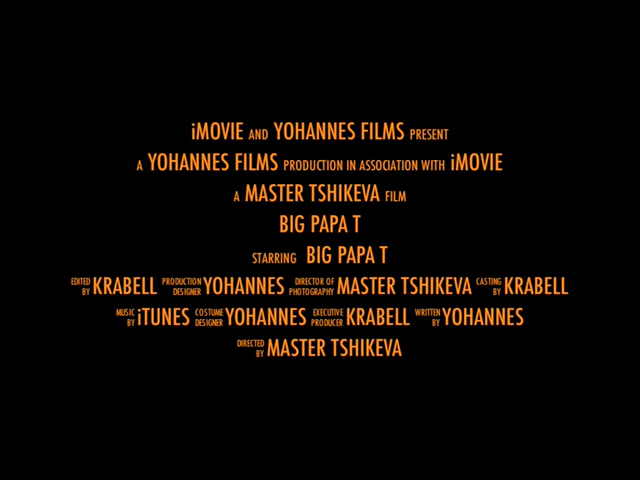 iMOVIE AND YOHANNES FILMS PRESENT
A YOHANNES FILMS PRODUCTION IN ASSOCIATION WITH iMOVIE
A MASTER TSHIKEVA FILM
BIG PAPA T
STARRING BIG PAPA T
EDITED BY KRABELL PRODUCTION DESIGNER YOHANNES DIRECTOR OF PHOTOGRAPHY MASTER TSHIKEVA CASTING BY KRABELL
MUSIC BY iTUNES COSTUME DESIGNER YOHANNES EXECUTIVE PRODUCER KRABELL WRITTEN BY YOHANNES
DIRECTED BY MASTER TSHIKEVA